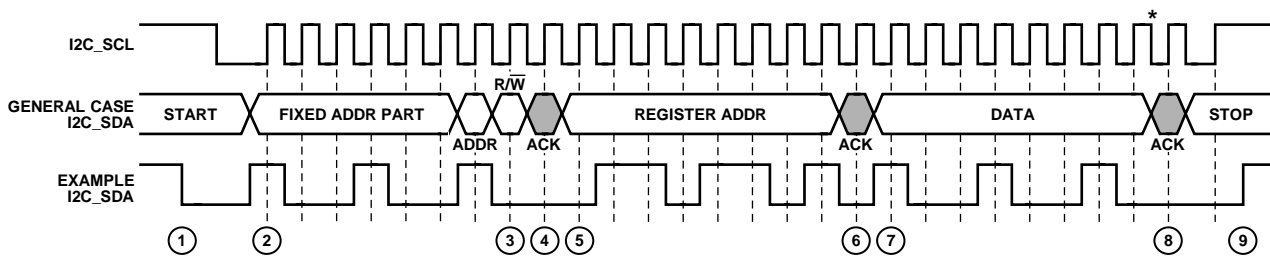 *
I2C_SCL
R/W̅
GENERAL CASE
I2C_SDA
START
FIXED ADDR PART
REGISTER ADDR
DATA
STOP
ADDR
ACK
ACK
ACK
EXAMPLE
I2C_SDA
1
2
3
4
5
6
7
8
9